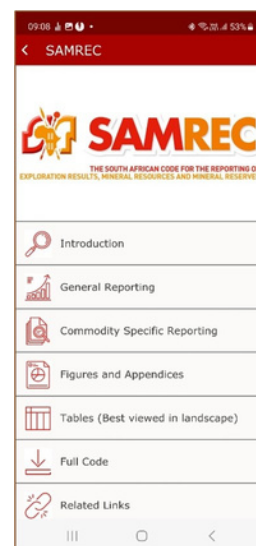 09:08
53%
SAMREC
SAMREC
THE SOUTH AFRICAN CODE FOR THE REPORTING O
EXPLORATION RESULTS, MINERAL RESOURCES AND MINERAL RESERVE
Introduction
General Reporting
Commodity Specific Reporting
Figures and Appendices
Tables (Best viewed in landscape)
Full Code
Related Links